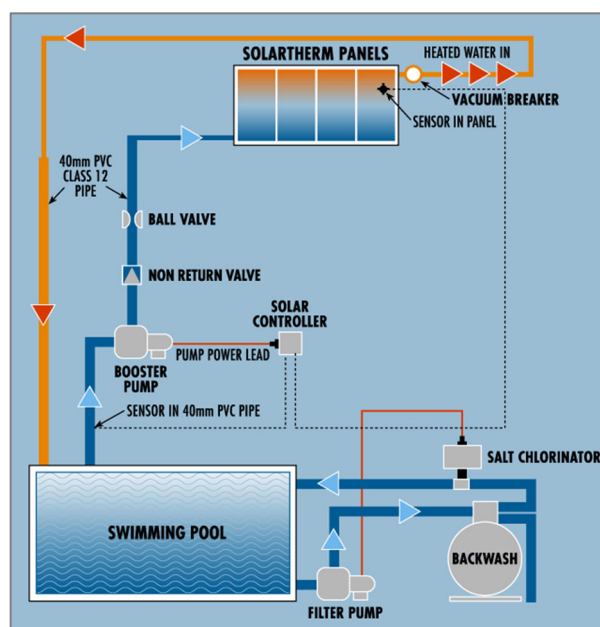 SOLARTHERM PANELS
HEATED WATER IN
VACUUM BREAKER
SENSOR IN PANEL
40mm PVC
CLASS 12
PIPE
BALL VALVE
NON RETURN VALVE
SOLAR
CONTROLLER
PUMP POWER LEAD
BOOSTER
PUMP
SENSOR IN 40mm PVC PIPE
SALT CHLORINATOR
SWIMMING POOL
BACKWASH
FILTER PUMP